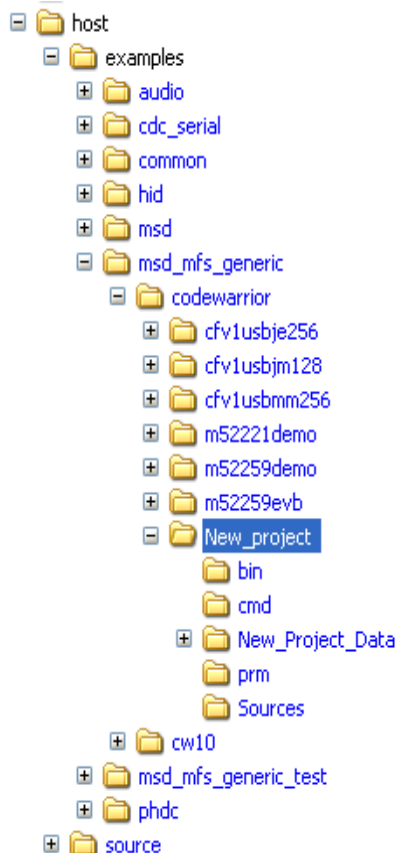 host
examples
audio
cdc_serial
common
hid
msd
msd_mfs_generic
codewarrior
cfv1usbje256
cfv1usbjm128
cfv1usbmm256
m52221demo
m52259demo
m52259evb
New_project
bin
cmd
New_Project_Data
prm
Sources
cw10
msd_mfs_generic_test
phdc
source